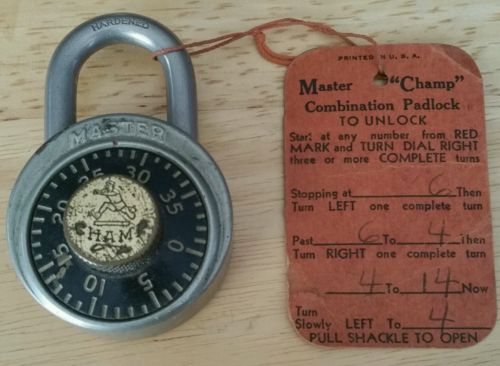 HARDENED
MASTER
20 25 30 35 0 5 10 15
CHAMP
PRINTED IN U. S. A.
Master "Champ"
Combination Padlock
TO UNLOCK
Start at any number from RED
MARK and TURN DIAL RIGHT
three or more COMPLETE turns
Stopping at 6 Then
Turn LEFT one complete turn
Past 6 To 4 Then
Turn RIGHT one complete turn
4 To 14 Now
Turn
Slowly LEFT To 4
PULL SHACKLE TO OPEN